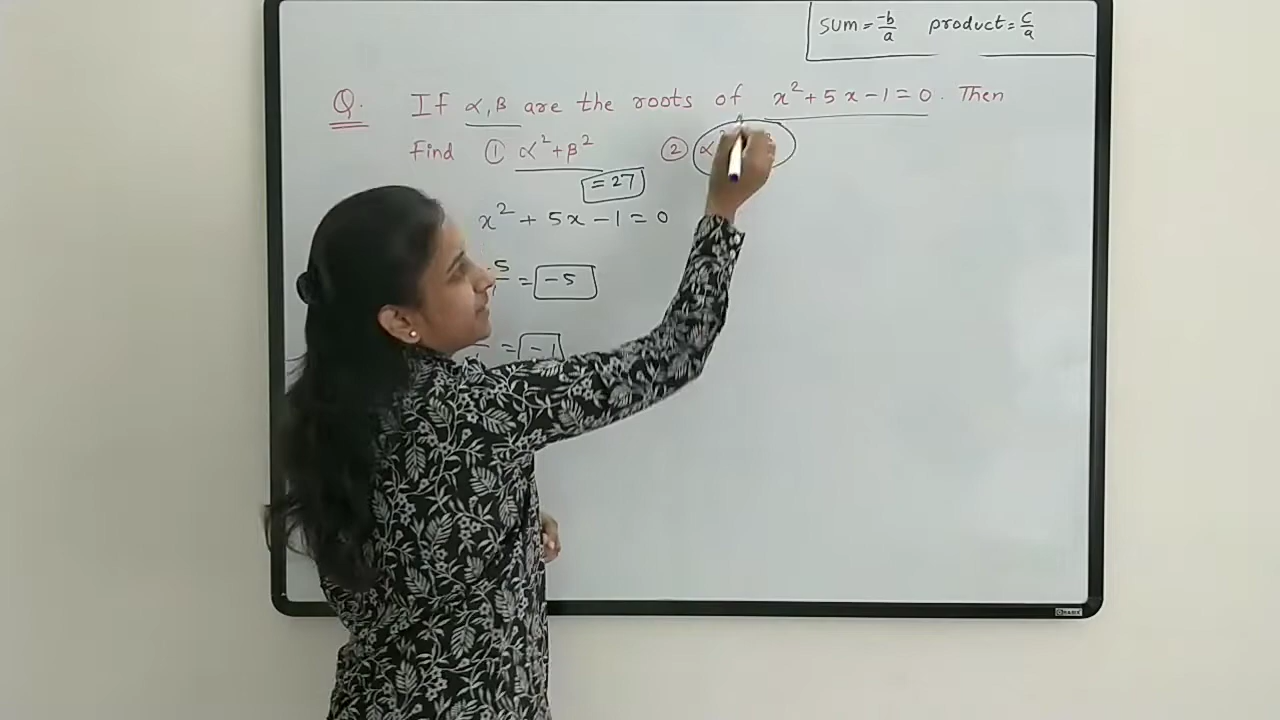 sum = -b/a product = c/a
Q. If α, β are the roots of x² + 5x - 1 = 0. Then
Find ① α² + β² ②
= 27
x² + 5x - 1 = 0
= -5
= -1